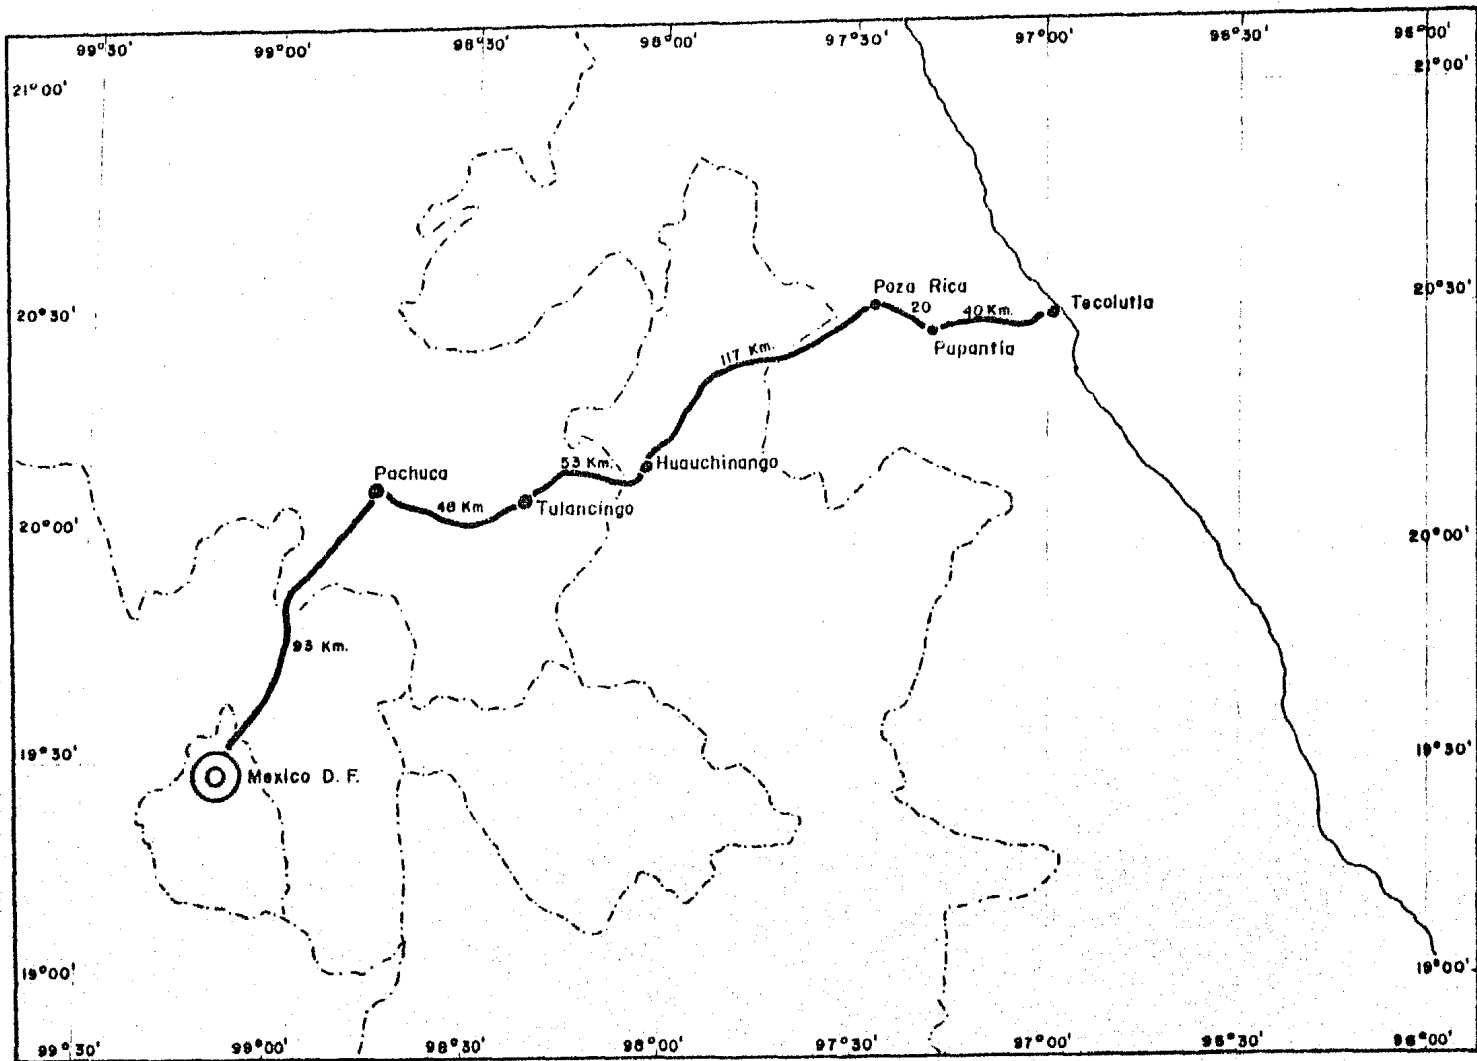 99°30' 99°00' 98°30' 98°00' 97°30' 97°00' 96°30' 96°00'
21°00' 21°00'
Poza Rica
20 40 Km. Tecolutla
20°30' 20°30'
Papantla
117 Km.
53 Km. Huauchinango
Pachuca
48 Km Tulancingo
20°00' 20°00'
93 Km.
19°30' 19°30'
Mexico D. F.
19°00' 19°00'
99°30' 99°00' 98°30' 98°00' 97°30' 97°00' 96°30' 96°00'